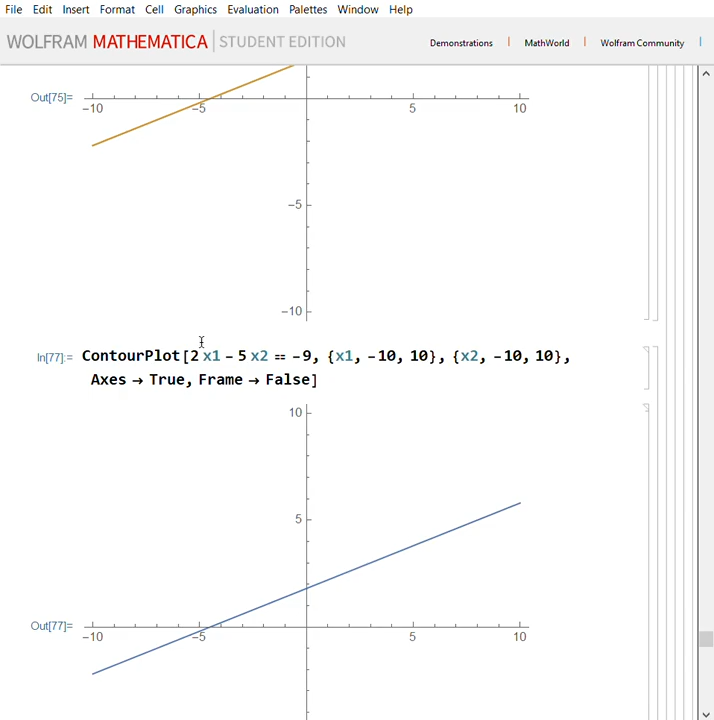 File Edit Insert Format Cell Graphics Evaluation Palettes Window Help
WOLFRAM MATHEMATICA STUDENT EDITION Demonstrations MathWorld Wolfram Community
Out[75]=
-10 -5 5 10
-5
-10
In[77]:= ContourPlot[2 x1 - 5 x2 == -9, {x1, -10, 10}, {x2, -10, 10},
Axes → True, Frame → False]
10
5
Out[77]=
-10 -5 5 10